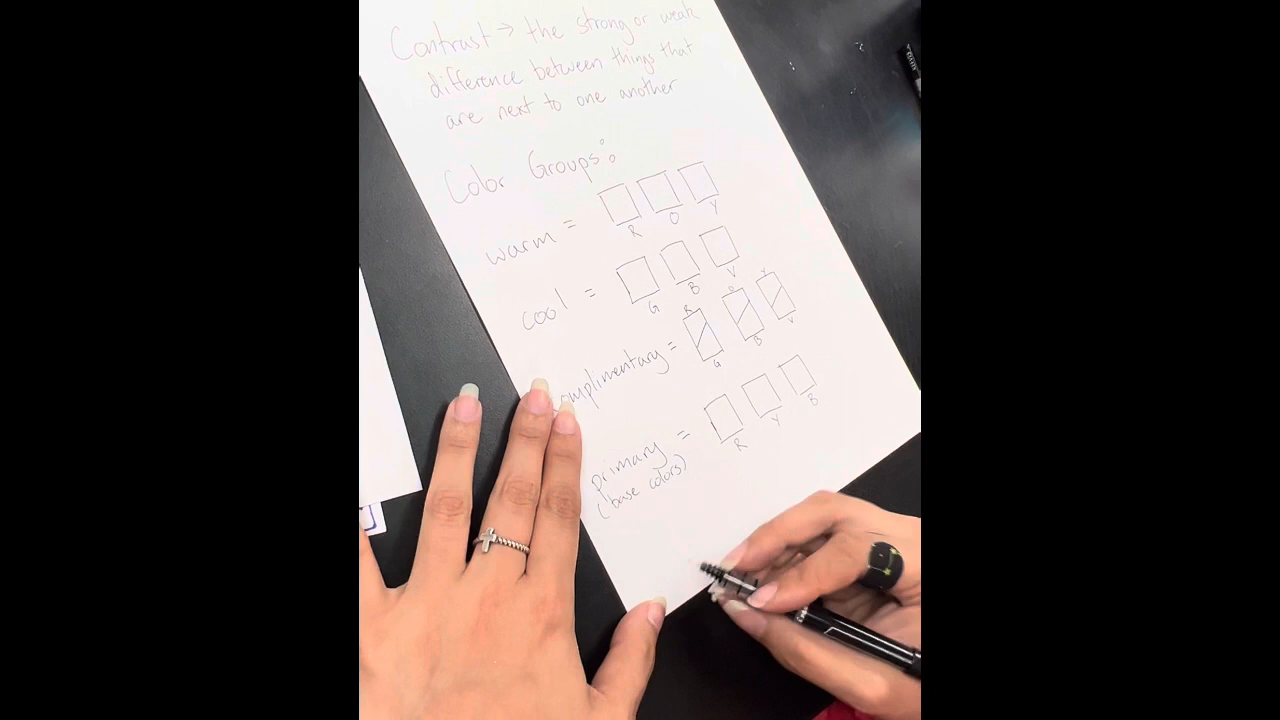 Contrast → the strong or weak
difference between things that
are next to one another
Color Groups:
warm =
R O Y
cool =
G B V
R O Y
complimentary =
G B V
primary =
R Y B
(base colors)